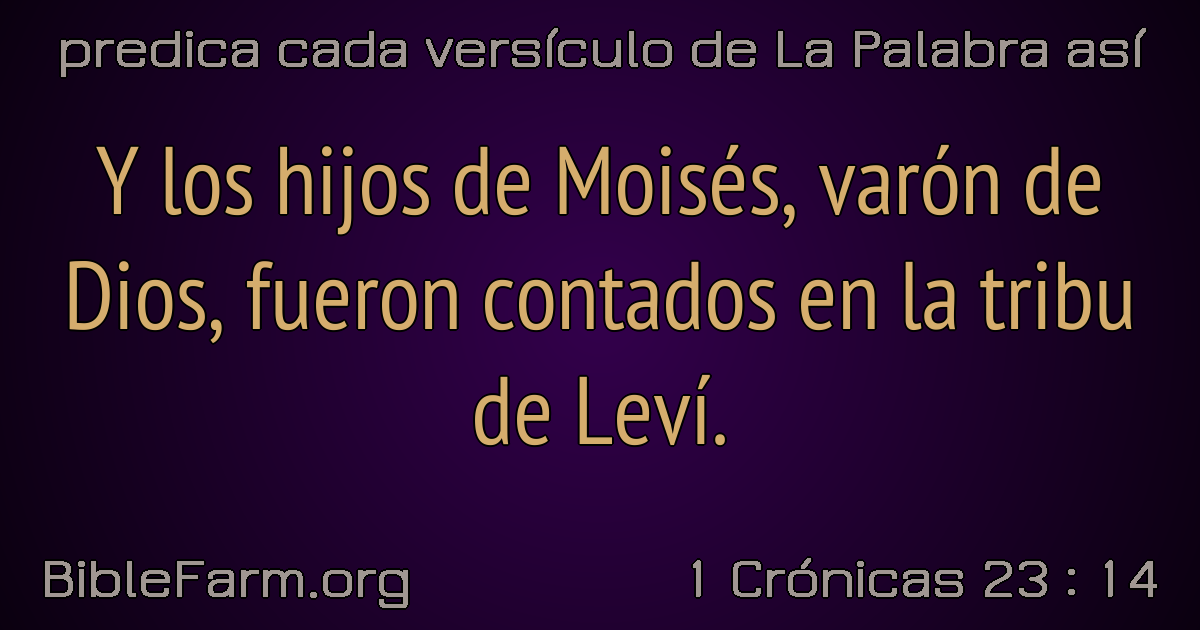 predica cada versículo de La Palabra así
Y los hijos de Moisés, varón de
Dios, fueron contados en la tribu
de Leví.
BibleFarm.org
1 Crónicas 23 : 14